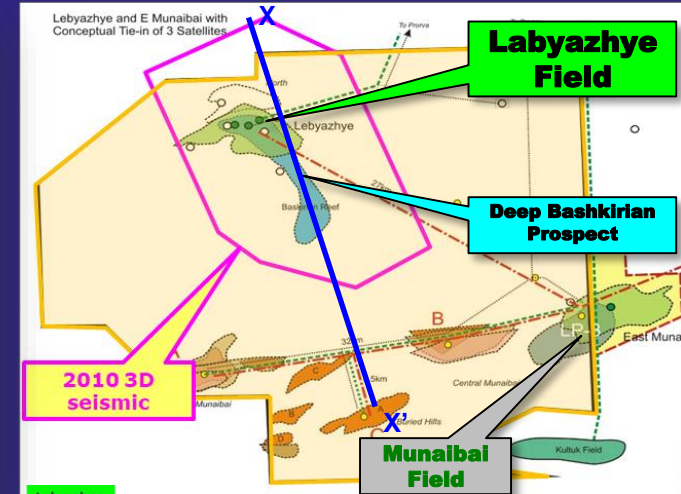 Lebyazhye and E Munaibai with
Conceptual Tie-in of 3 Satellites
X
To Prorva
Labyazhye
Field
North
Lebyazhye
27km
Deep Bashkirian
Prospect
Reef
B
LP-3
East Muna
32km
2010 3D
seismic
C
5km
Central Munaibai
Munaibai
A
B
X'
Buried Hills
D
Munaibai
Field
Kultuk Field